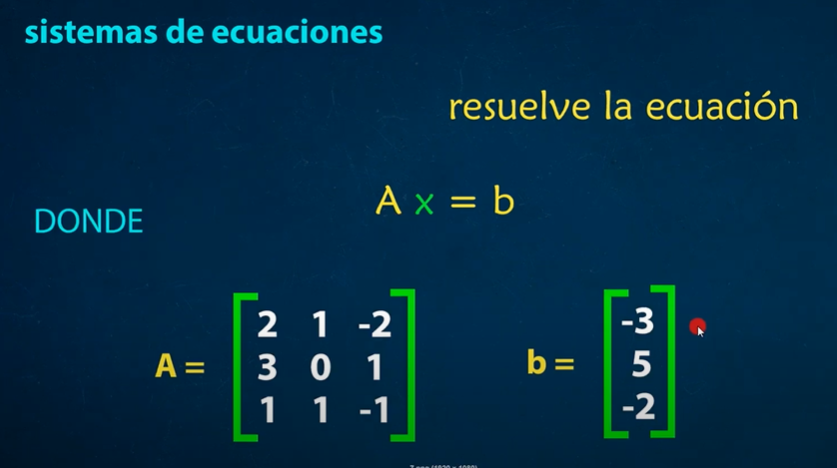 sistemas de ecuaciones
resuelve la ecuación
A x = b
DONDE
A = [2 1 -2
3 0 1
1 1 -1]
b = [-3
5
-2]